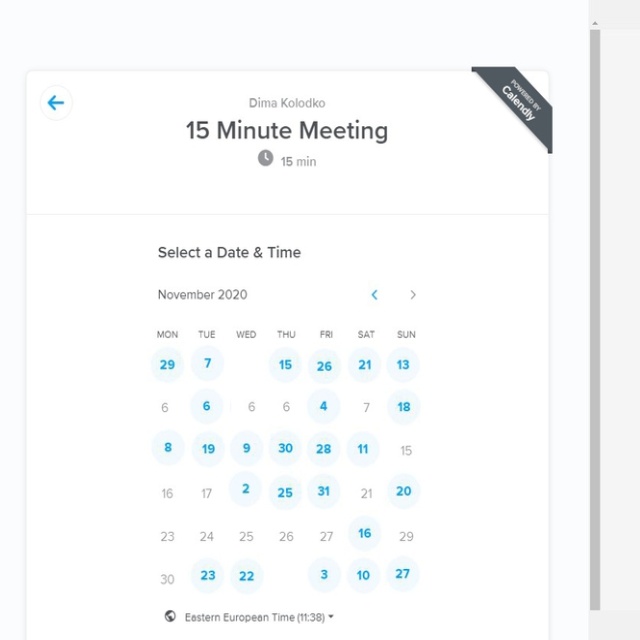 POWERED BY
Calendly
Dima Kolodko
15 Minute Meeting
15 min
Select a Date & Time
November 2020
MON TUE WED THU FRI SAT SUN
29 7 15 26 21 13
6 6 6 6 4 7 18
8 19 9 30 28 11 15
16 17 2 25 31 21 20
23 24 25 26 27 16 29
30 23 22 3 10 27
Eastern European Time (11:38)